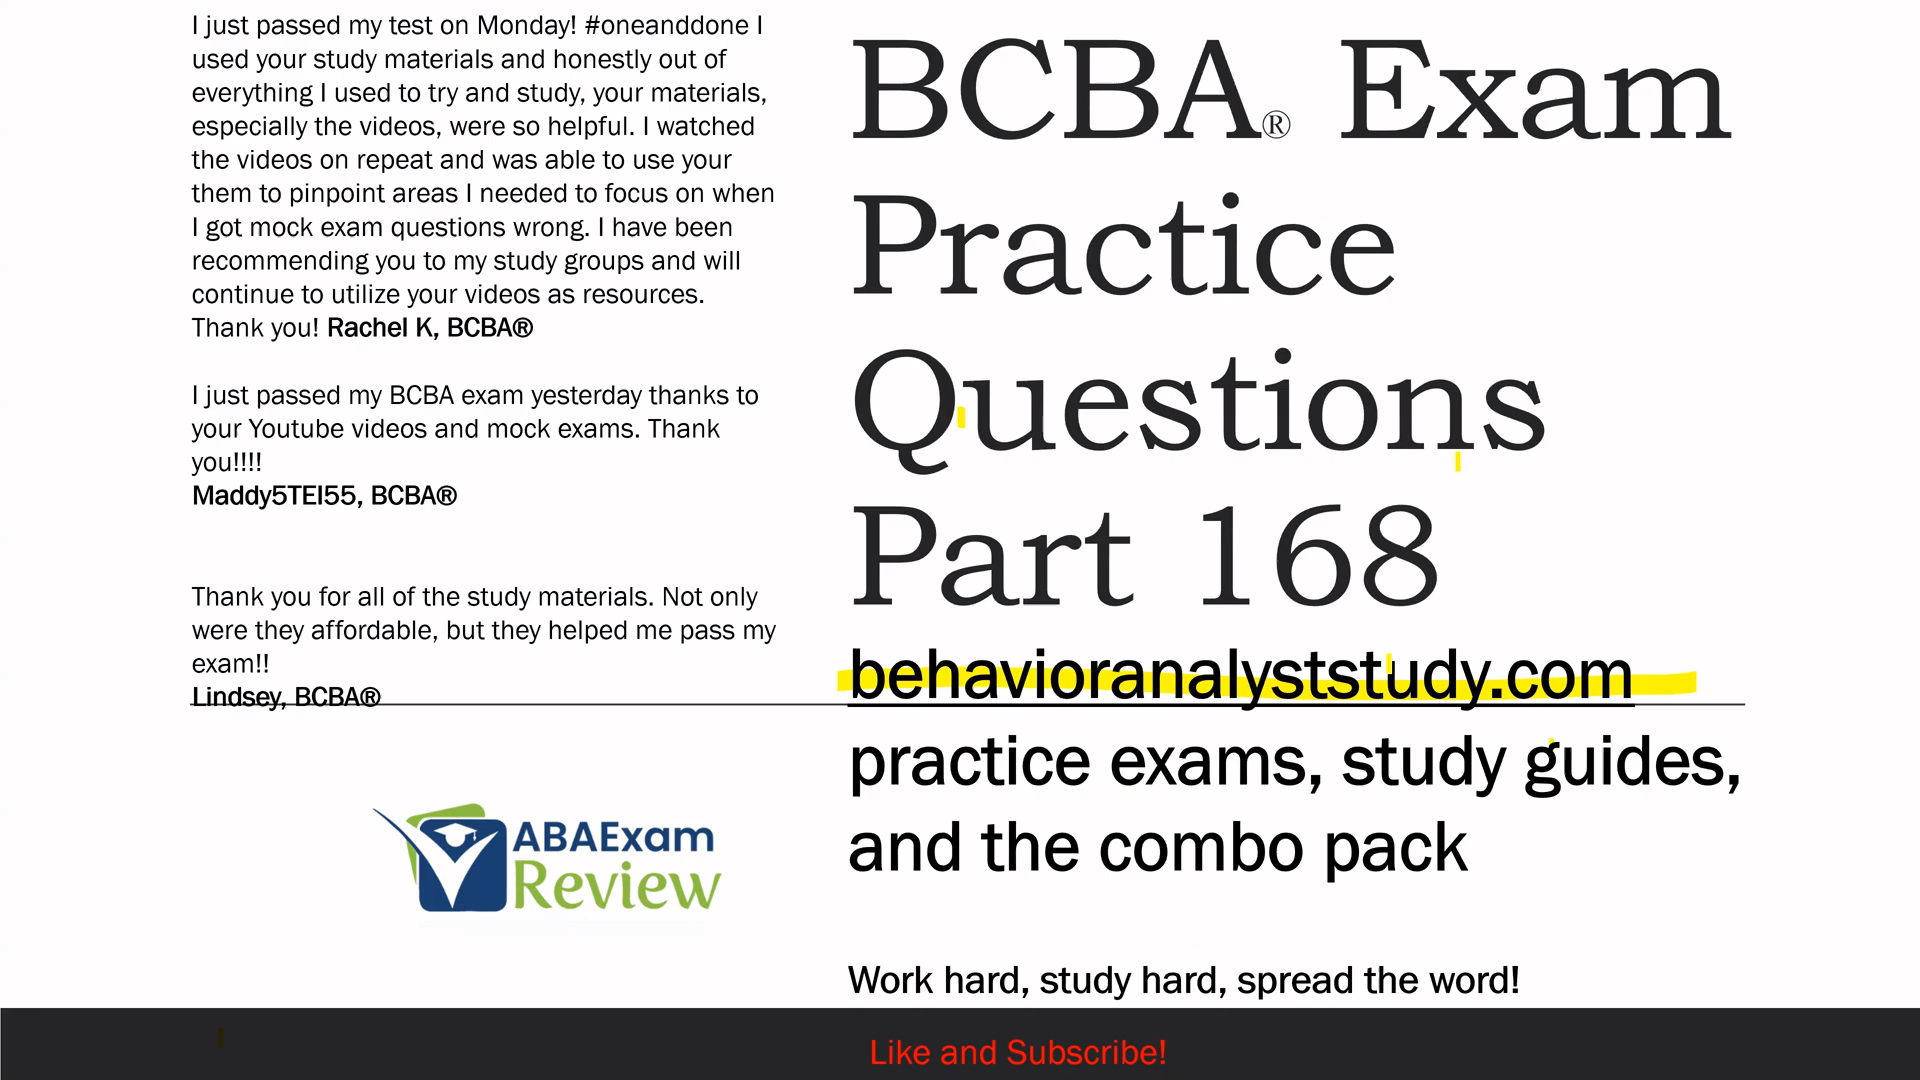 I just passed my test on Monday! #oneanddone I
used your study materials and honestly out of
everything I used to try and study, your materials,
especially the videos, were so helpful. I watched
the videos on repeat and was able to use your
them to pinpoint areas I needed to focus on when
I got mock exam questions wrong. I have been
recommending you to my study groups and will
continue to utilize your videos as resources.
Thank you! Rachel K, BCBA®
I just passed my BCBA exam yesterday thanks to
your Youtube videos and mock exams. Thank
you!!!!
Maddy5TEI55, BCBA®
Thank you for all of the study materials. Not only
were they affordable, but they helped me pass my
exam!!
Lindsey, BCBA®
ABAExam
Review
BCBA® Exam
Practice
Questions
Part 168
behavioranalyststudy.com
practice exams, study guides,
and the combo pack
Work hard, study hard, spread the word!
Like and Subscribe!